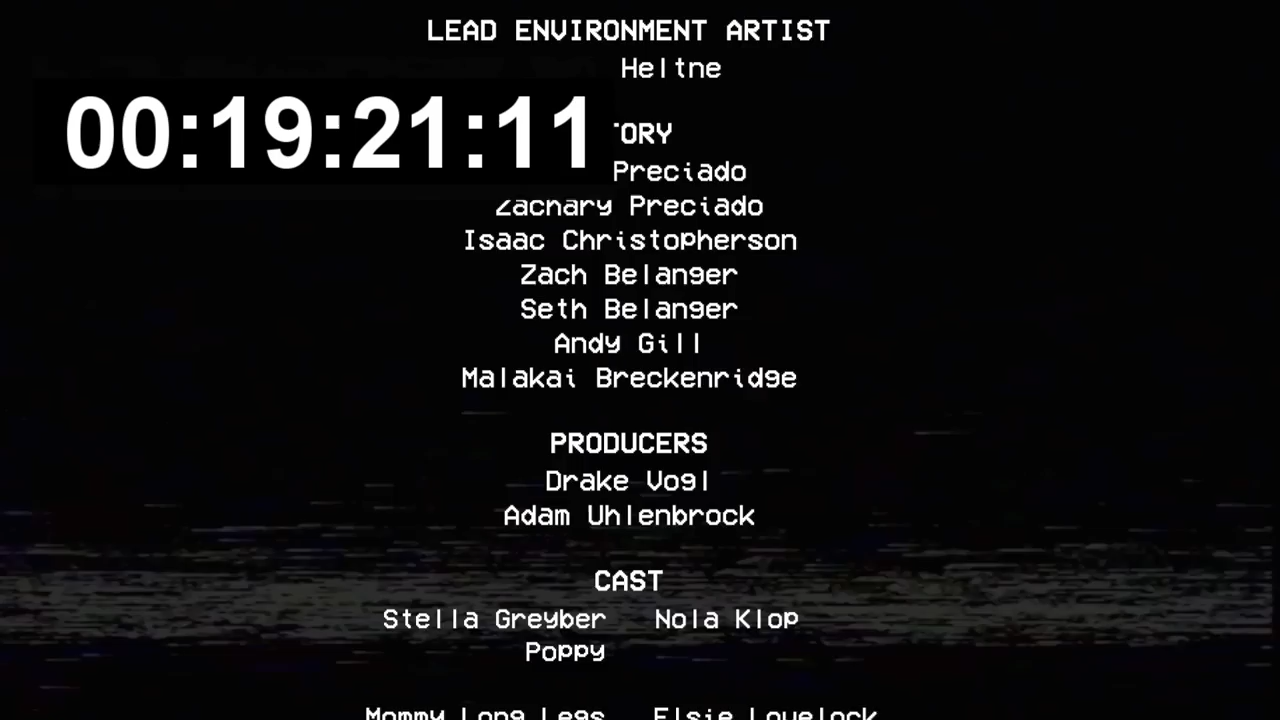 LEAD ENVIRONMENT ARTIST
Heltne
00:19:21:11
ORY
Preciado
Zachary Preciado
Isaac Christopherson
Zach Belanger
Seth Belanger
Andy Gill
Malakai Breckenridge
PRODUCERS
Drake Vogl
Adam Uhlenbrock
CAST
Stella Greyber Nola Klop
Poppy
Mommy Long Legs Elsie Lovelock